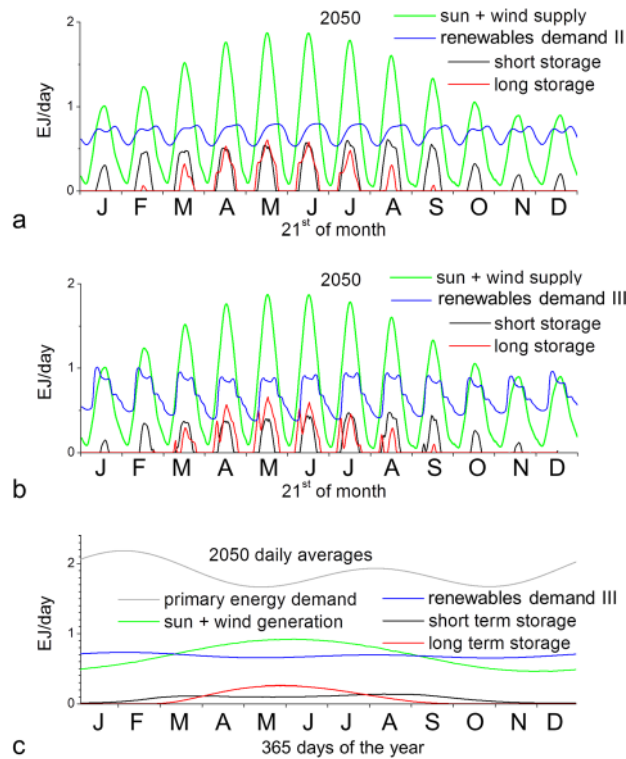 2050
sun + wind supply
renewables demand II
short storage
long storage
EJ/day
2
1
0
J F M A M J J A S O N D
21st of month
a
2050
sun + wind supply
renewables demand III
short storage
long storage
EJ/day
2
1
0
J F M A M J J A S O N D
21st of month
b
2050 daily averages
primary energy demand
renewables demand III
sun + wind generation
short term storage
long term storage
EJ/day
2
1
0
J F M A M J J A S O N D
365 days of the year
c